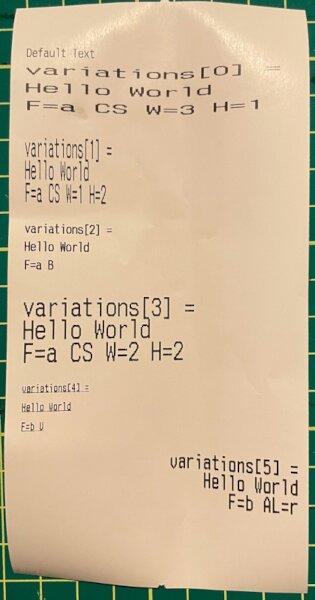 Default Text
variations[0] =
Hello World
F=a CS W=3 H=1
variations[1] =
Hello World
F=a CS W=1 H=2
variations[2] =
Hello World
F=a B
variations[3] =
Hello World
F=a CS W=2 H=2
variations[4] =
Hello World
F=b U
variations[5] =
Hello World
F=b AL=r